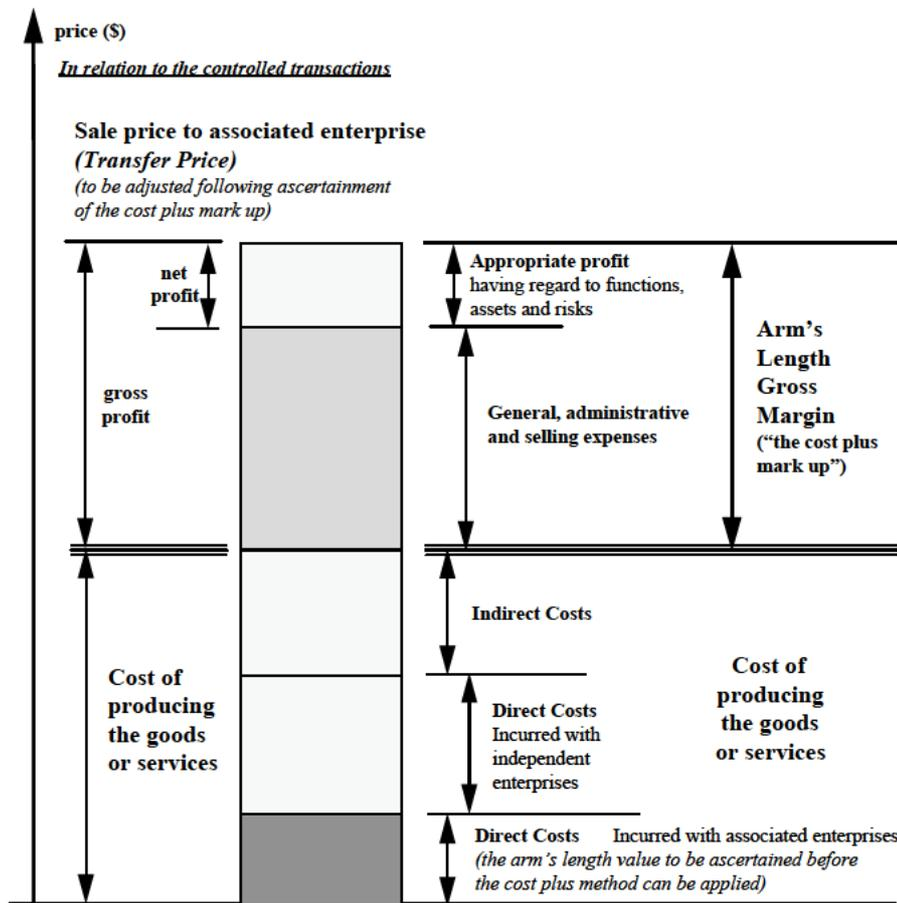 price ($)
In relation to the controlled transactions
Sale price to associated enterprise
(Transfer Price)
(to be adjusted following ascertainment
of the cost plus mark up)
net
profit
gross
profit
Appropriate profit
having regard to functions,
assets and risks
General, administrative
and selling expenses
Arm's
Length
Gross
Margin
("the cost plus
mark up")
Cost of
producing
the goods
or services
Indirect Costs
Direct Costs
Incurred with
independent
enterprises
Cost of
producing
the goods
or services
Direct Costs Incurred with associated enterprises
(the arm's length value to be ascertained before
the cost plus method can be applied)